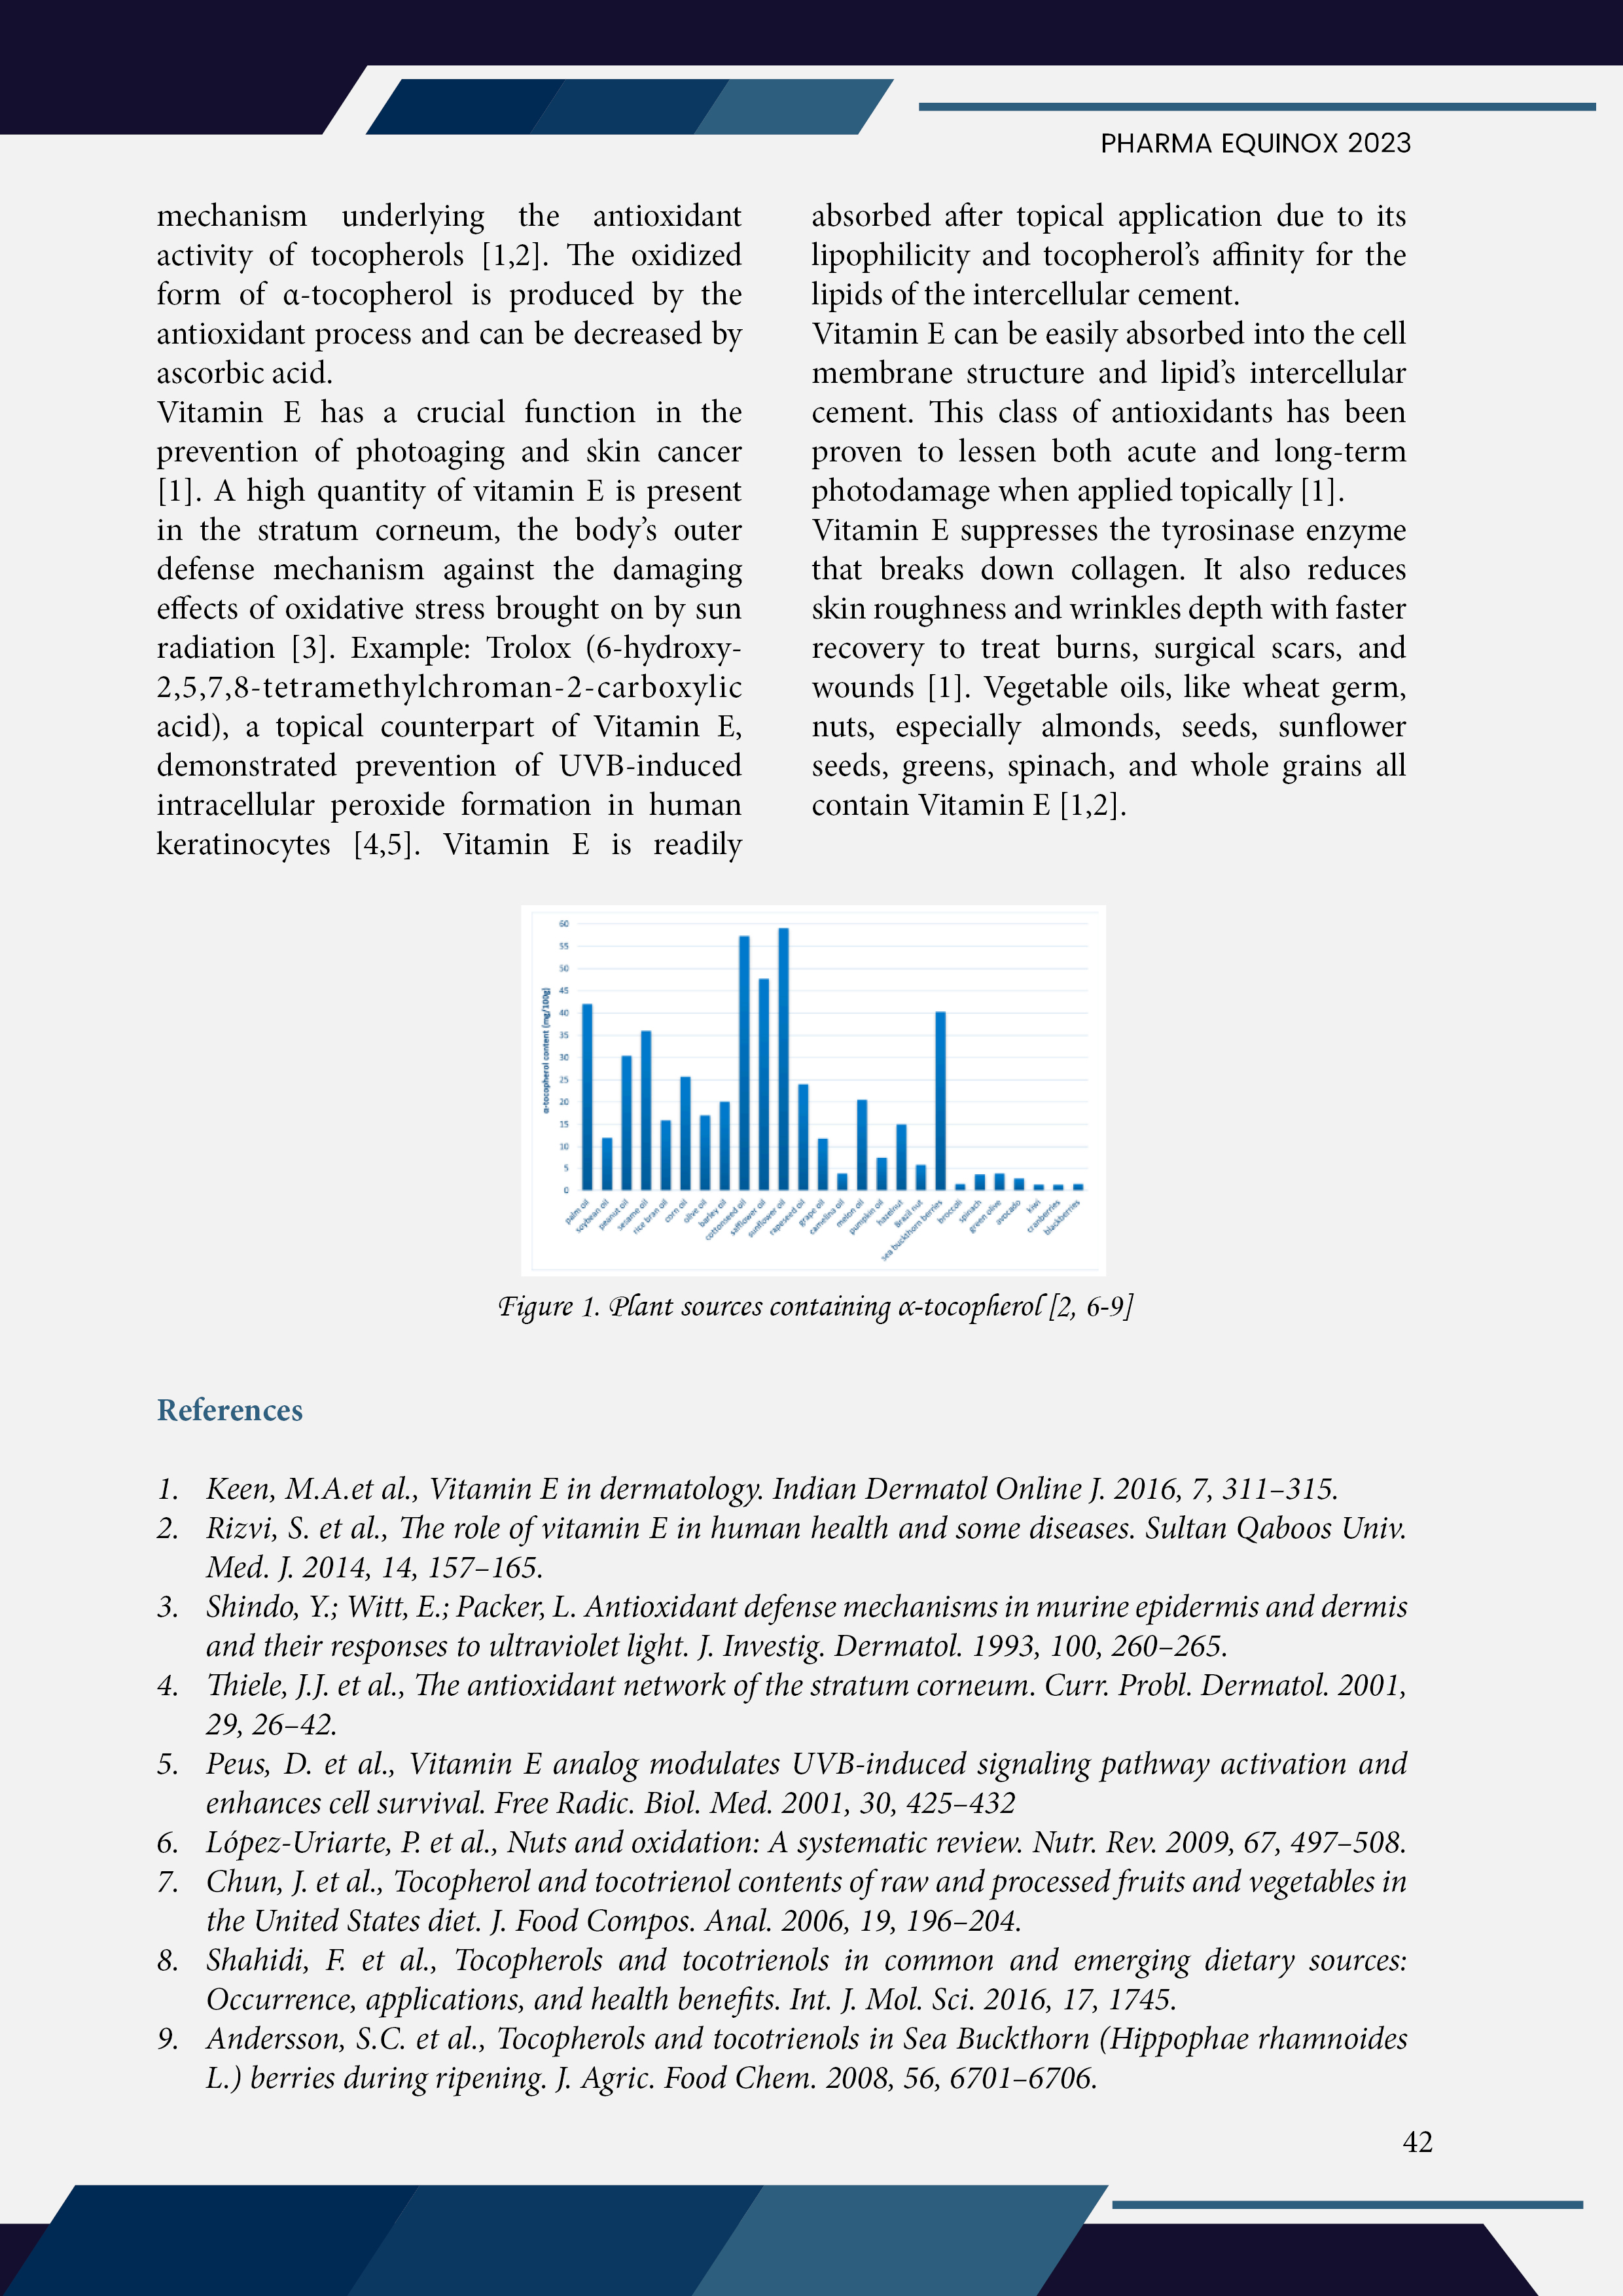 PHARMA EQUINOX 2023
mechanism underlying the antioxidant
activity of tocopherols [1,2]. The oxidized
form of α-tocopherol is produced by the
antioxidant process and can be decreased by
ascorbic acid.
Vitamin E has a crucial function in the
prevention of photoaging and skin cancer
[1]. A high quantity of vitamin E is present
in the stratum corneum, the body's outer
defense mechanism against the damaging
effects of oxidative stress brought on by sun
radiation [3]. Example: Trolox (6-hydroxy-
2,5,7,8-tetramethylchroman-2-carboxylic
acid), a topical counterpart of Vitamin E,
demonstrated prevention of UVB-induced
intracellular peroxide formation in human
keratinocytes [4,5]. Vitamin E is readily
absorbed after topical application due to its
lipophilicity and tocopherol's affinity for the
lipids of the intercellular cement.
Vitamin E can be easily absorbed into the cell
membrane structure and lipid's intercellular
cement. This class of antioxidants has been
proven to lessen both acute and long-term
photodamage when applied topically [1].
Vitamin E suppresses the tyrosinase enzyme
that breaks down collagen. It also reduces
skin roughness and wrinkles depth with faster
recovery to treat burns, surgical scars, and
wounds [1]. Vegetable oils, like wheat germ,
nuts, especially almonds, seeds, sunflower
seeds, greens, spinach, and whole grains all
contain Vitamin E [1,2].
α-tocopherol content (mg/100g)
60
55
50
45
40
35
30
25
20
15
10
5
0
palm oil
soybean oil
peanut oil
sesame oil
rice bran oil
corn oil
olive oil
barley oil
cottonseed oil
safflower oil
sunflower oil
rapeseed oil
grape oil
camelina oil
melon oil
pumpkin oil
hazelnut
Brazil nut
sea buckthorn berries
broccoli
spinach
green olive
avocado
kiwi
cranberries
blackberries
Figure 1. Plant sources containing α-tocopherol [2, 6-9]
References
1. Keen, M.A.et al., Vitamin E in dermatology. Indian Dermatol Online J. 2016, 7, 311–315.
2. Rizvi, S. et al., The role of vitamin E in human health and some diseases. Sultan Qaboos Univ.
Med. J. 2014, 14, 157–165.
3. Shindo, Y.; Witt, E.; Packer, L. Antioxidant defense mechanisms in murine epidermis and dermis
and their responses to ultraviolet light. J. Investig. Dermatol. 1993, 100, 260–265.
4. Thiele, J.J. et al., The antioxidant network of the stratum corneum. Curr. Probl. Dermatol. 2001,
29, 26–42.
5. Peus, D. et al., Vitamin E analog modulates UVB-induced signaling pathway activation and
enhances cell survival. Free Radic. Biol. Med. 2001, 30, 425–432
6. López-Uriarte, P. et al., Nuts and oxidation: A systematic review. Nutr. Rev. 2009, 67, 497–508.
7. Chun, J. et al., Tocopherol and tocotrienol contents of raw and processed fruits and vegetables in
the United States diet. J. Food Compos. Anal. 2006, 19, 196–204.
8. Shahidi, F. et al., Tocopherols and tocotrienols in common and emerging dietary sources:
Occurrence, applications, and health benefits. Int. J. Mol. Sci. 2016, 17, 1745.
9. Andersson, S.C. et al., Tocopherols and tocotrienols in Sea Buckthorn (Hippophae rhamnoides
L.) berries during ripening. J. Agric. Food Chem. 2008, 56, 6701–6706.
42